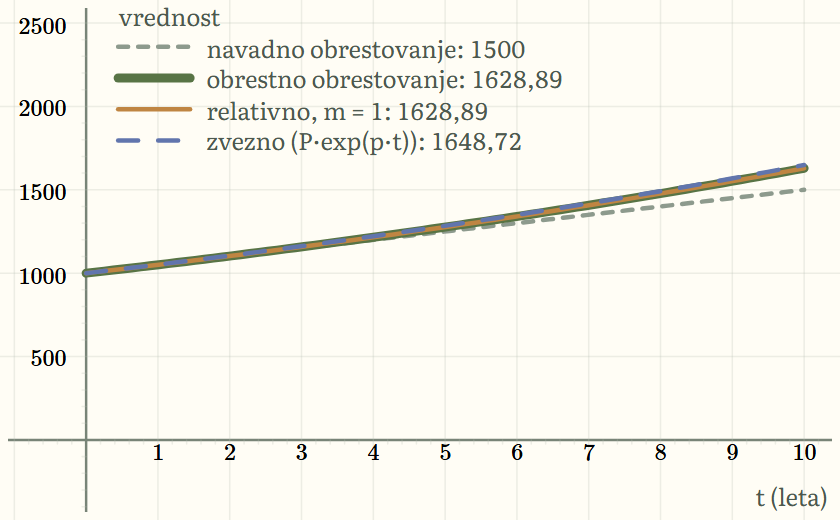 vrednost
navadno obrestovanje: 1500
obrestno obrestovanje: 1628,89
relativno, m = 1: 1628,89
zvezno (P·exp(p·t)): 1648,72
2500
2000
1500
1000
500
1 2 3 4 5 6 7 8 9 10
t (leta)